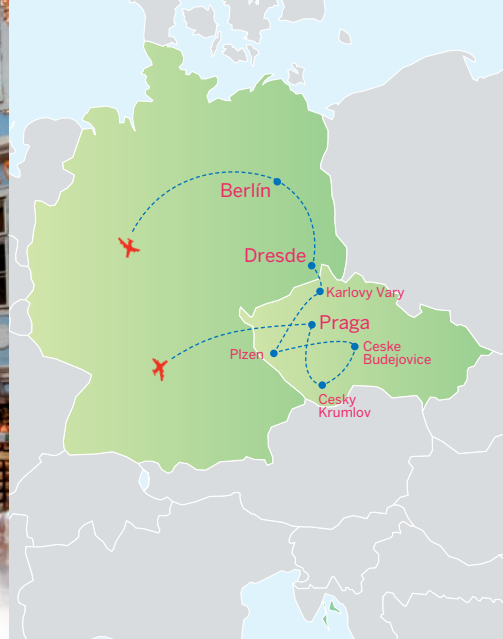 Berlín
Dresde
Karlovy Vary
Praga
Plzen
Ceske
Budejovice
Cesky
Krumlov